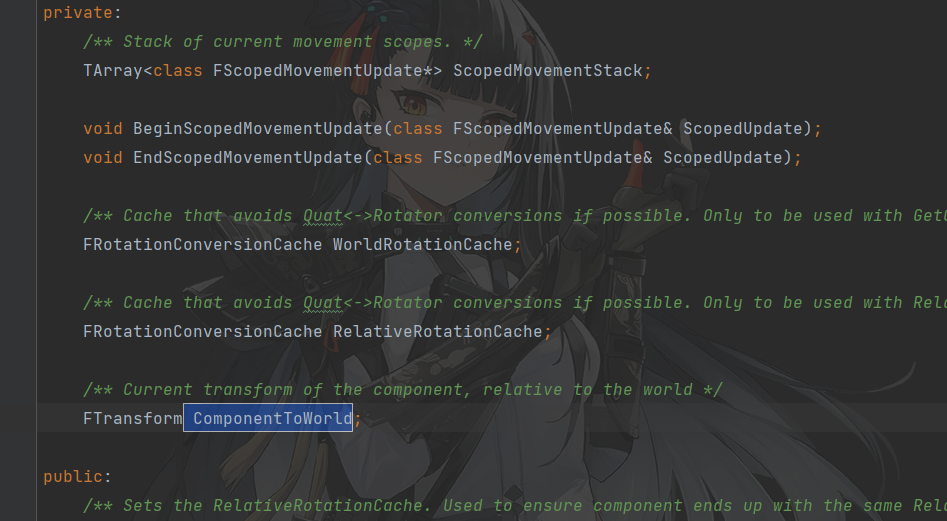 private:
/** Stack of current movement scopes. */
TArray<class FScopedMovementUpdate*> ScopedMovementStack;
void BeginScopedMovementUpdate(class FScopedMovementUpdate& ScopedUpdate);
void EndScopedMovementUpdate(class FScopedMovementUpdate& ScopedUpdate);
/** Cache that avoids Quat<->Rotator conversions if possible. Only to be used with
FRotationConversionCache WorldRotationCache;
/** Cache that avoids Quat<->Rotator conversions if possible. Only to be used with
FRotationConversionCache RelativeRotationCache;
/** Current transform of the component, relative to the world */
FTransform ComponentToWorld;
public:
/** Sets the RelativeRotationCache. Used to ensure component ends up with the same